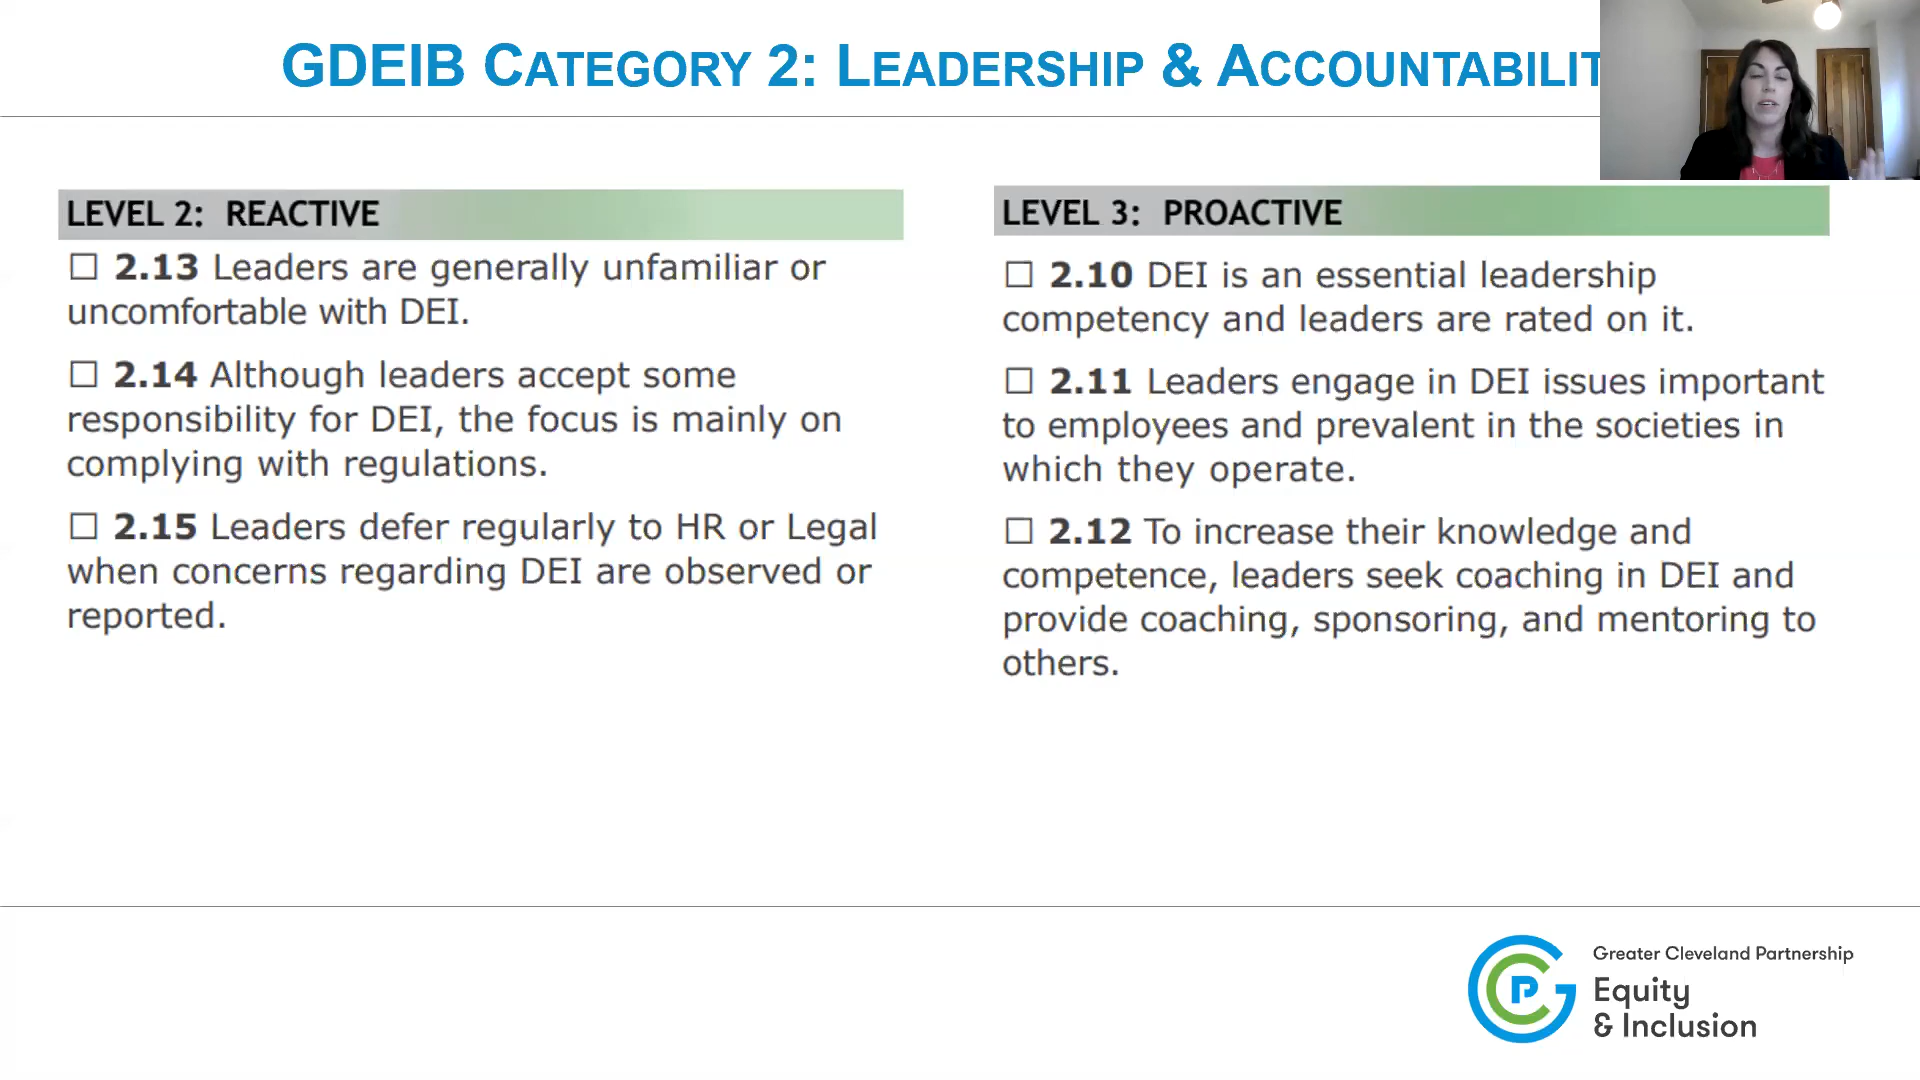 GDEIB CATEGORY 2: LEADERSHIP & ACCOUNTABILIT
LEVEL 2: REACTIVE
☐ 2.13 Leaders are generally unfamiliar or
uncomfortable with DEI.
☐ 2.14 Although leaders accept some
responsibility for DEI, the focus is mainly on
complying with regulations.
☐ 2.15 Leaders defer regularly to HR or Legal
when concerns regarding DEI are observed or
reported.
LEVEL 3: PROACTIVE
☐ 2.10 DEI is an essential leadership
competency and leaders are rated on it.
☐ 2.11 Leaders engage in DEI issues important
to employees and prevalent in the societies in
which they operate.
☐ 2.12 To increase their knowledge and
competence, leaders seek coaching in DEI and
provide coaching, sponsoring, and mentoring to
others.
GCP
Greater Cleveland Partnership
Equity
& Inclusion